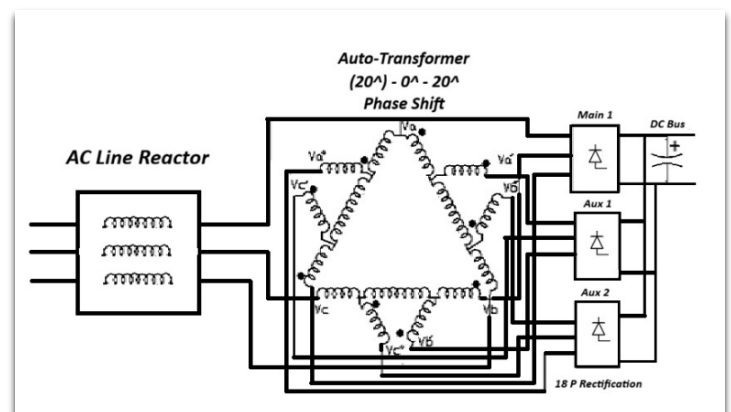 Auto-Transformer
(20^) - 0^ - 20^
Phase Shift
Main 1
DC Bus
+
AC Line Reactor
Va
Va"
Va'
Vc'
Vb"
Aux 1
Aux 2
Vc
Vb
Vc"
Vb'
18 P Rectification